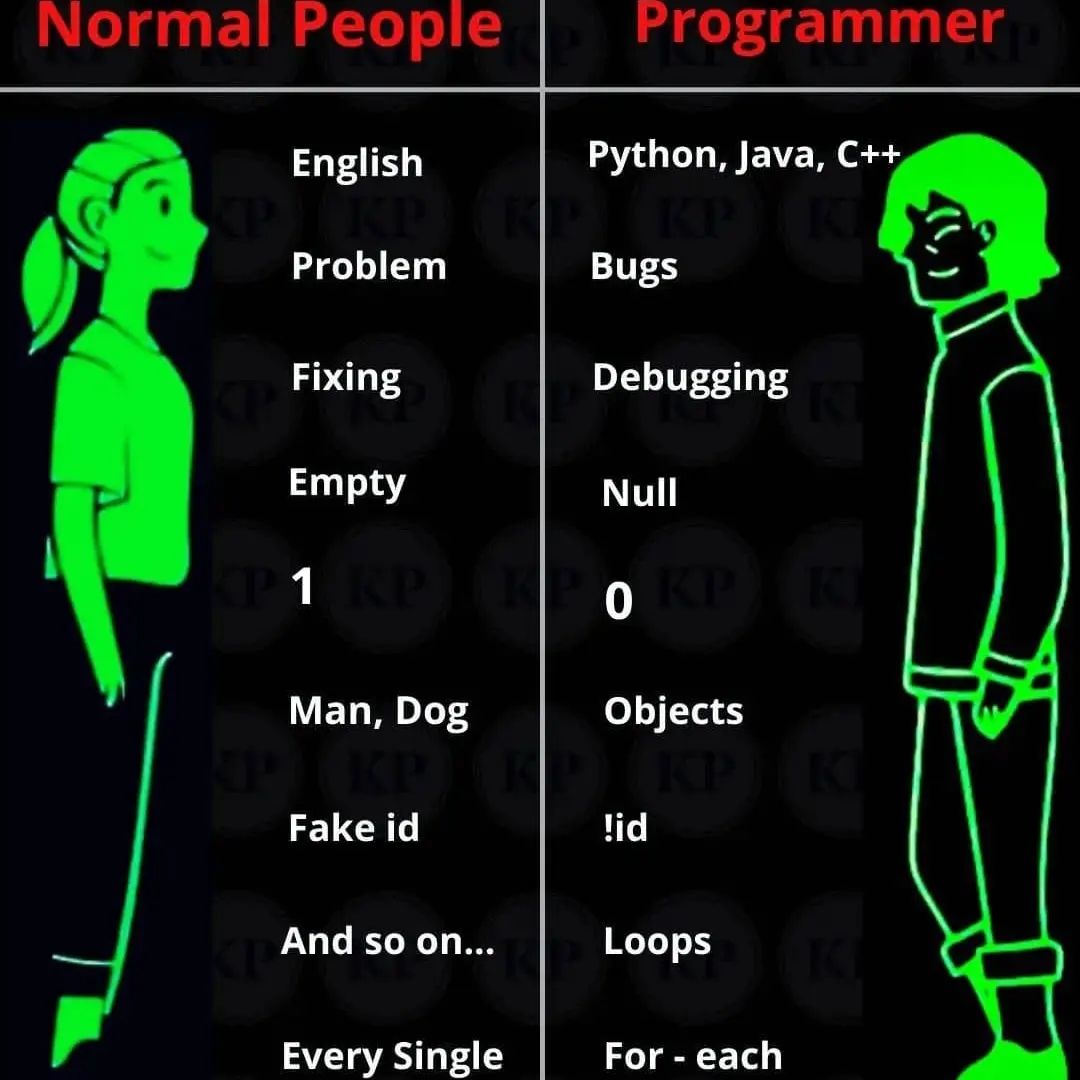 Normal People
Programmer
English
Python, Java, C++
Problem
Bugs
Fixing
Debugging
Empty
Null
1
0
Man, Dog
Objects
Fake id
!id
And so on...
Loops
Every Single
For - each
KP